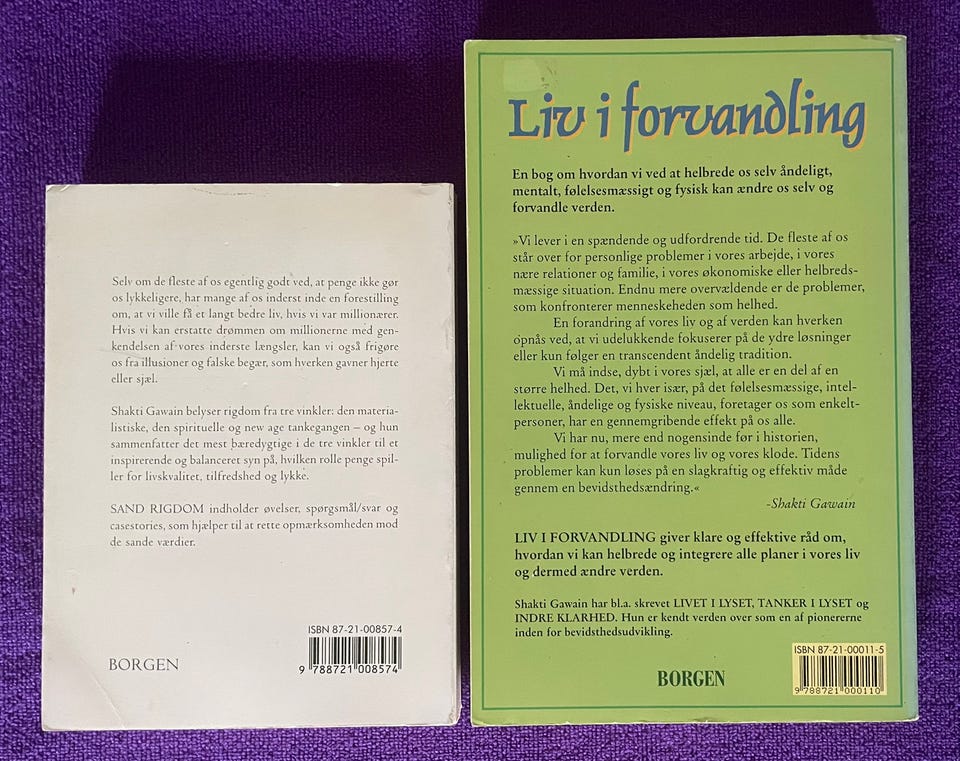 Selv om de fleste af os egentlig godt ved, at penge ikke gør
os lykkeligere, har mange af os inderst inde en forestilling
om, at vi ville få et langt bedre liv, hvis vi var millionærer.
Hvis vi kan erstatte drømmen om millionerne med gen-
kendelsen af vores inderste længsler, kan vi også frigøre
os fra illusioner og falske begær, som hverken gavner hjerte
eller sjæl.
Shakti Gawain belyser rigdom fra tre vinkler: den materia-
listiske, den spirituelle og new age tankegangen – og hun
sammenfatter det mest bæredygtige i de tre vinkler til et
inspirerende og balanceret syn på, hvilken rolle penge spil-
ler for livskvalitet, tilfredshed og lykke.
SAND RIGDOM indholder øvelser, spørgsmål/svar og
casestories, som hjælper til at rette opmærksomheden mod
de sande værdier.
BORGEN
ISBN 87-21-00857-4
9 788721 008574
Liv i forvandling
En bog om hvordan vi ved at helbrede os selv åndeligt,
mentalt, følelsesmæssigt og fysisk kan ændre os selv og
forvandle verden.
»Vi lever i en spændende og udfordrende tid. De fleste af os
står over for personlige problemer i vores arbejde, i vores
nære relationer og familie, i vores økonomiske eller helbreds-
mæssige situation. Endnu mere overvældende er de problemer,
som konfronterer menneskeheden som helhed.
En forandring af vores liv og af verden kan hverken
opnås ved, at vi udelukkende fokuserer på de ydre løsninger
eller kun følger en transcendent åndelig tradition.
Vi må indse, dybt i vores sjæl, at alle er en del af en
større helhed. Det, vi hver især, på det følelsesmæssige, intel-
lektuelle, åndelige og fysiske niveau, foretager os som enkelt-
personer, har en gennemgribende effekt på os alle.
Vi har nu, mere end nogensinde før i historien,
mulighed for at forvandle vores liv og vores klode. Tidens
problemer kan kun løses på en slagkraftig og effektiv måde
gennem en bevidsthedsændring.«
-Shakti Gawain
LIV I FORVANDLING giver klare og effektive råd om,
hvordan vi kan helbrede og integrere alle planer i vores liv
og dermed ændre verden.
Shakti Gawain har bl.a. skrevet LIVET I LYSET, TANKER I LYSET og
INDRE KLARHED. Hun er kendt verden over som en af pionererne
inden for bevidsthedsudvikling.
BORGEN
ISBN 87-21-00011-5
9 788721 000110